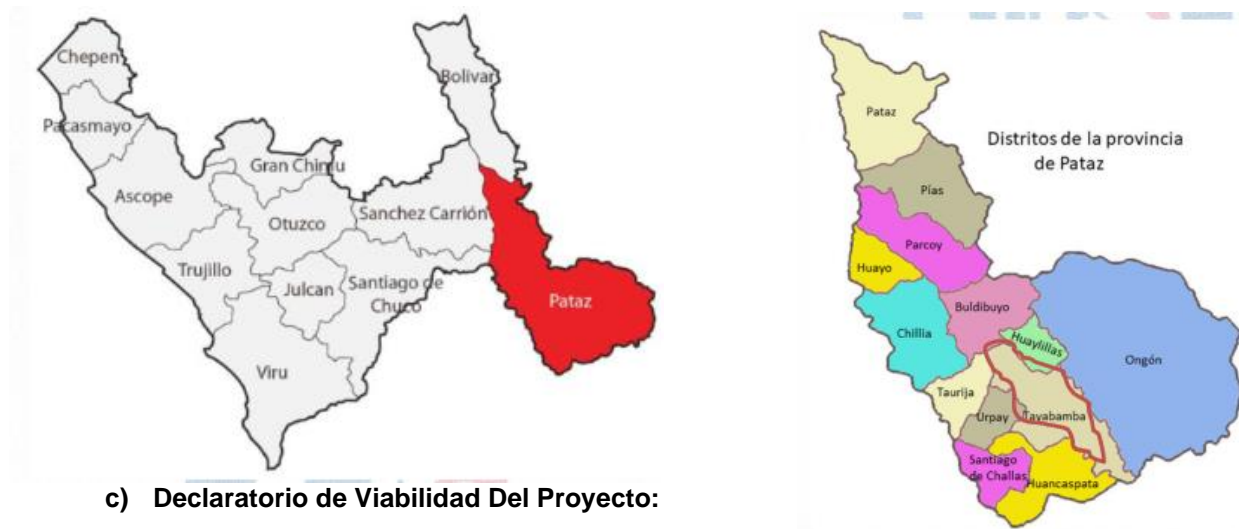 Chepen
Bolivar
Pacasmayo
Gran Chimu
Ascope
Otuzco
Sanchez Carrión
Trujillo
Julcan
Santiago de
Chuco
Pataz
Viru
c) Declaratorio de Viabilidad Del Proyecto:
Distritos de la provincia
de Pataz
Pataz
Pías
Parcoy
Huayo
Buldibuyo
Chillia
Huaylillas
Ongón
Taurija
Urpay
Tayabamba
Santiago
de Challas
Huancaspata